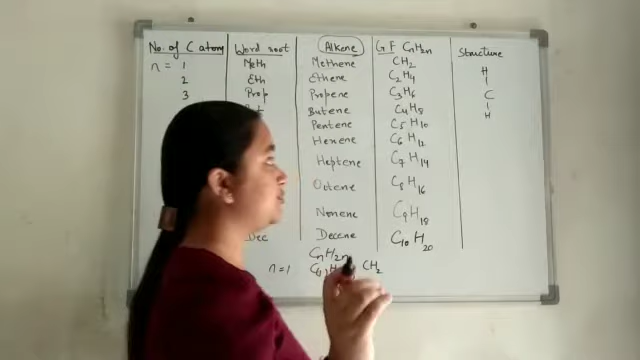 No. of C atom Word root Alkene G F CnH2n Structure
n = 1 Meth Methene CH2 H
2 Eth Ethene C2H4
3 Prop Propene C3H6 C
Butene C4H8 H
Pentene C5H10
Hexene C6H12
Heptene C7H14
Octene C8H16
Nonene C9H18
Dec Decene C10H20
CnH2n
n=1 CH2